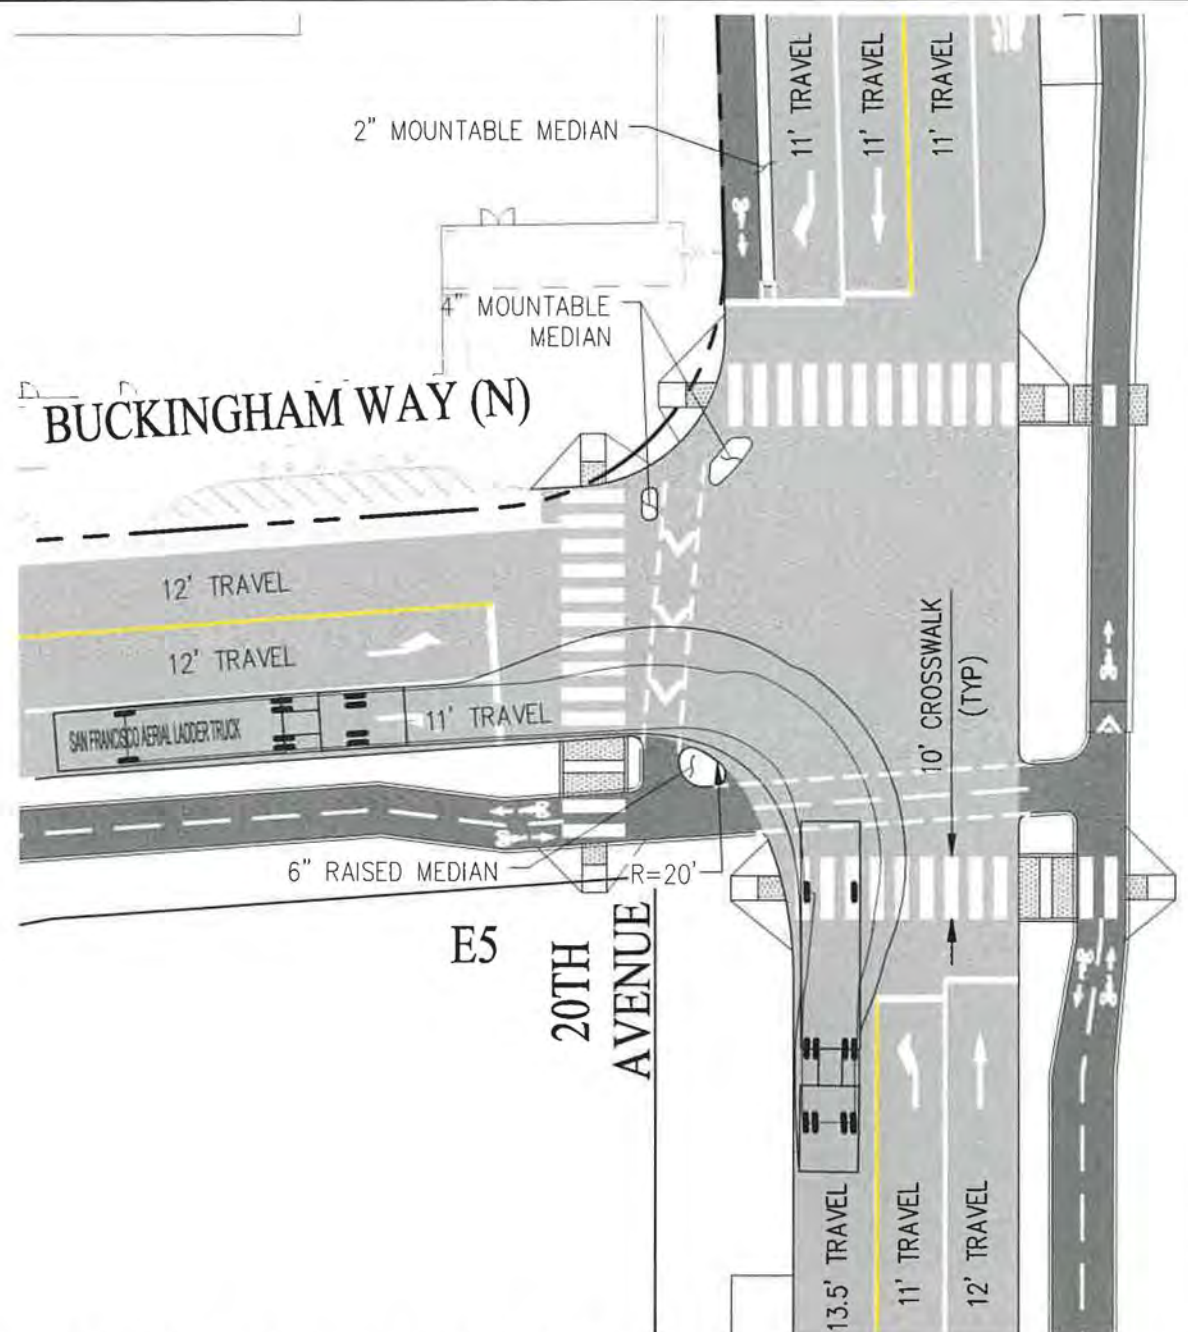 11' TRAVEL
11' TRAVEL
11' TRAVEL
2" MOUNTABLE MEDIAN
4" MOUNTABLE
MEDIAN
BUCKINGHAM WAY (N)
12' TRAVEL
12' TRAVEL
SAN FRANCISCO AERIAL LADDER TRUCK
11' TRAVEL
10' CROSSWALK
(TYP)
6" RAISED MEDIAN
R=20'
E5
20TH
AVENUE
13.5' TRAVEL
11' TRAVEL
12' TRAVEL